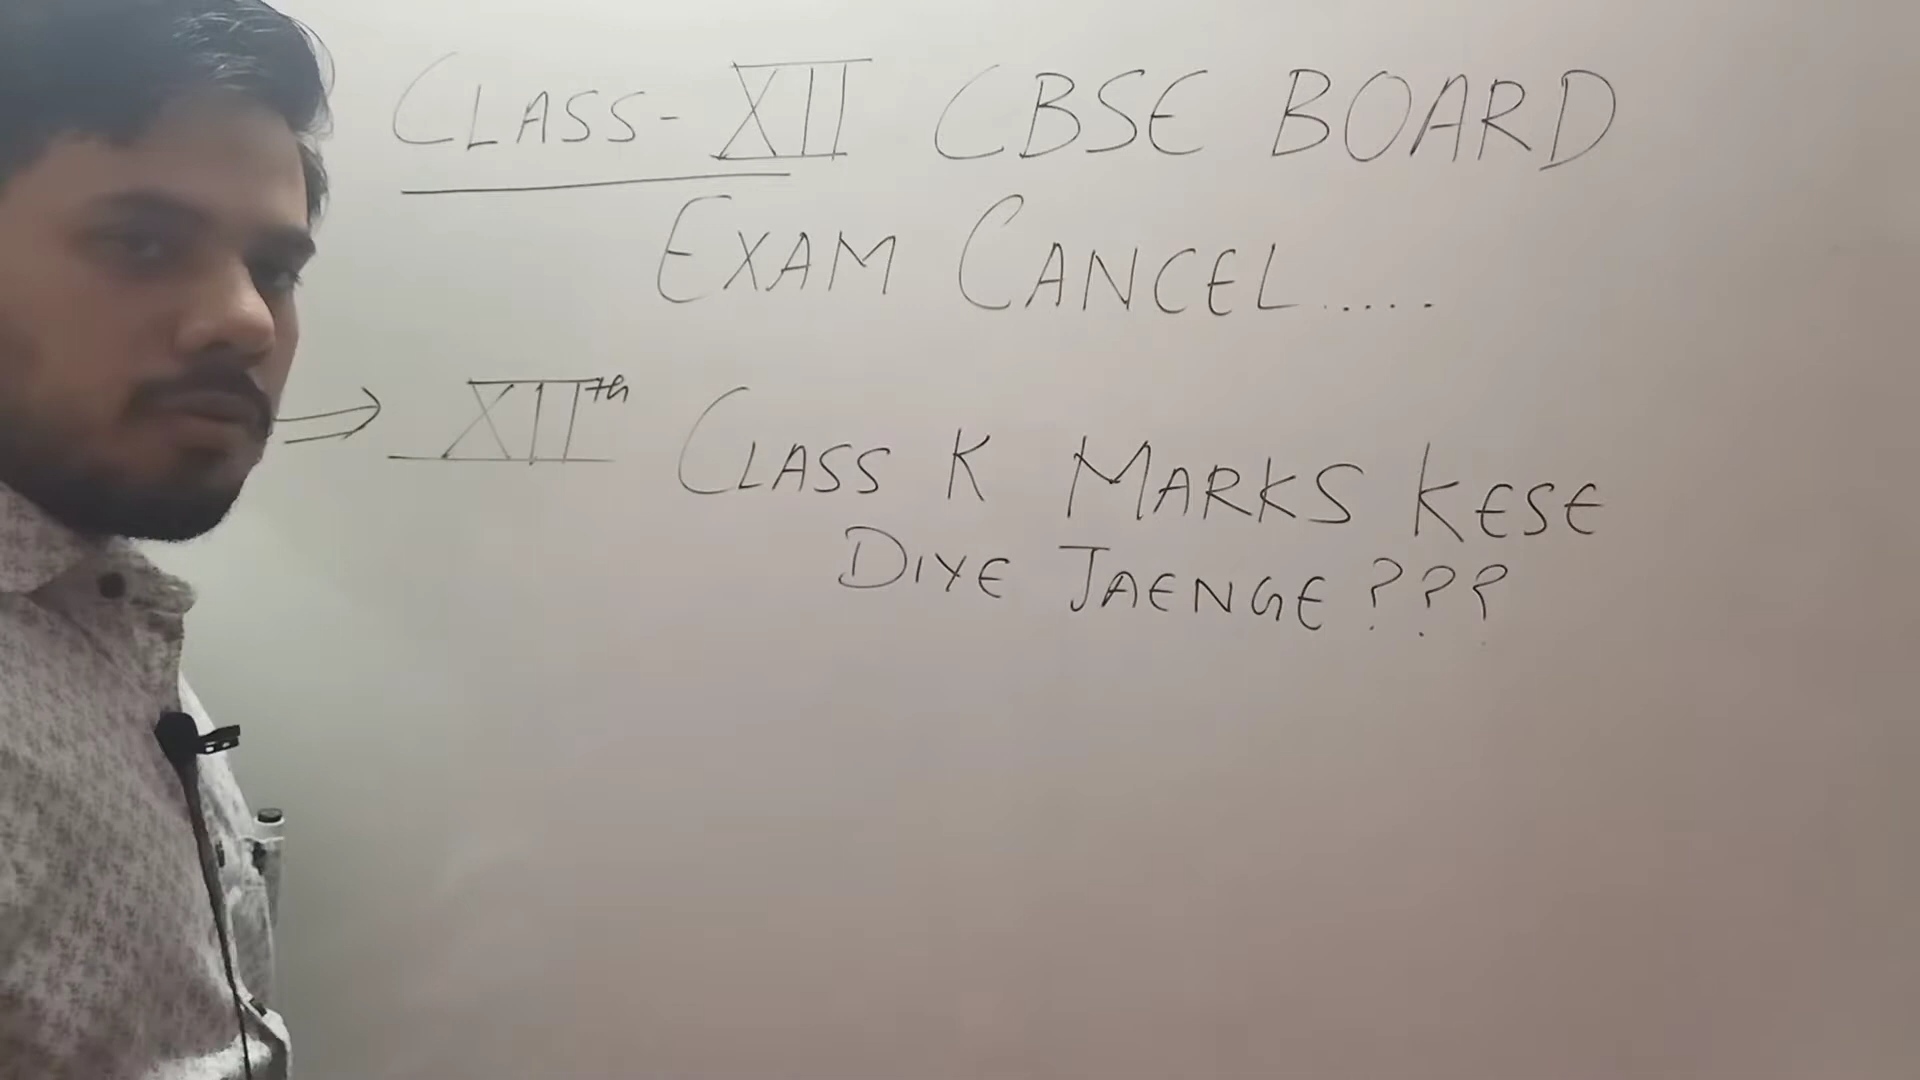 CLASS-XII CBSE BOARD
EXAM CANCEL.....
XIIth CLASS K MARKS KESE
DIYE JAENGE???